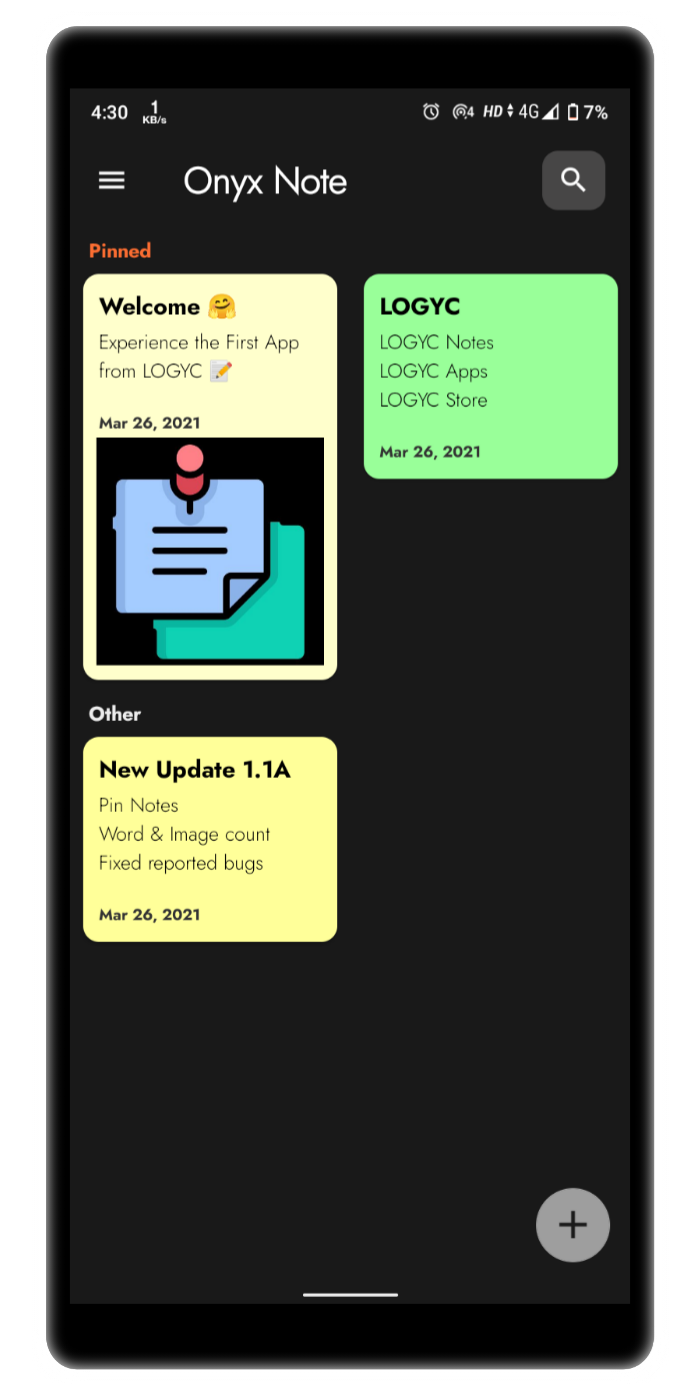 4:30 1 KB/s 4 HD 4G 7%
Onyx Note
Pinned
Welcome 🤗
Experience the First App
from LOGYC 📝
Mar 26, 2021
LOGYC
LOGYC Notes
LOGYC Apps
LOGYC Store
Mar 26, 2021
Other
New Update 1.1A
Pin Notes
Word & Image count
Fixed reported bugs
Mar 26, 2021